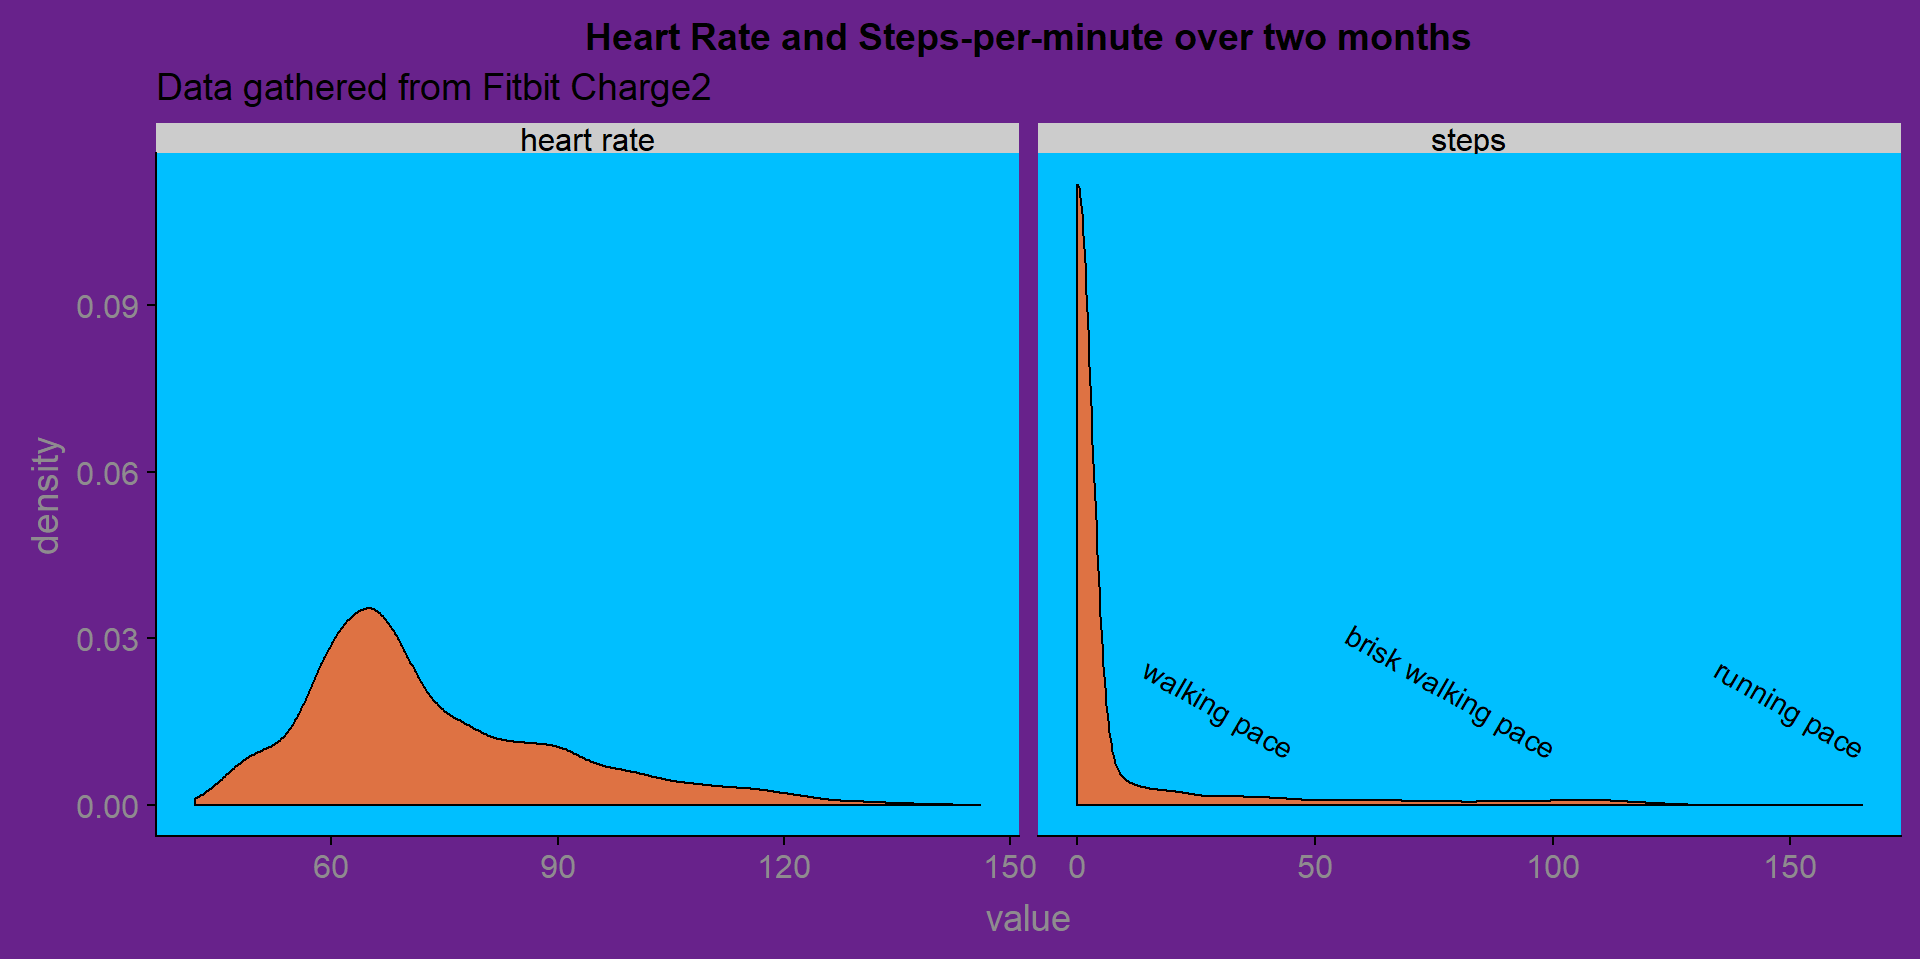 Heart Rate and Steps-per-minute over two months
Data gathered from Fitbit Charge2
heart rate
steps
density
0.09
0.06
0.03
0.00
walking pace
brisk walking pace
running pace
60 90 120 150
0 50 100 150
value